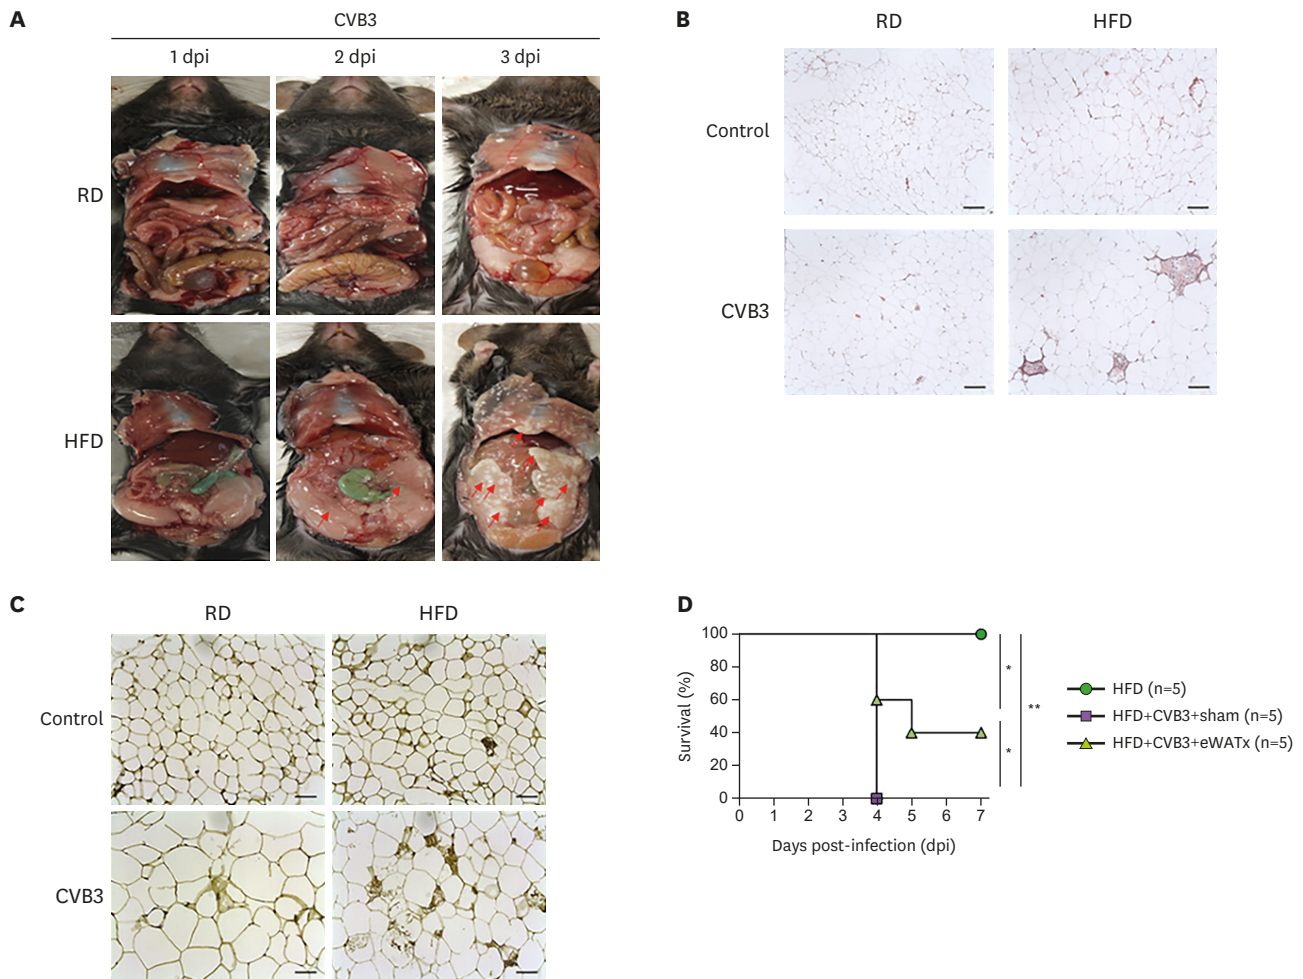 A
CVB3
1 dpi 2 dpi 3 dpi
RD
HFD
B
RD HFD
Control
CVB3
C
RD HFD
Control
CVB3
D
100
80
60
40
20
0
Survival (%)
0 1 2 3 4 5 6 7
Days post-infection (dpi)
*
*
**
HFD (n=5)
HFD+CVB3+sham (n=5)
HFD+CVB3+eWATx (n=5)